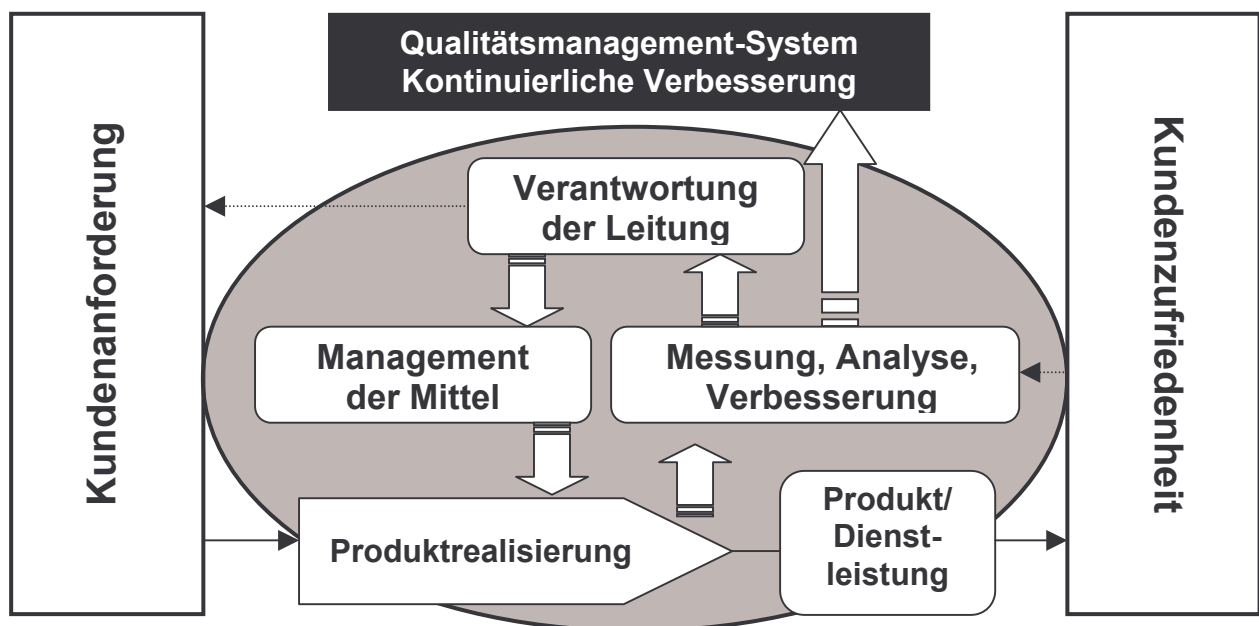 Qualitätsmanagement-System
Kontinuierliche Verbesserung
Kundenanforderung
Verantwortung
der Leitung
Management
der Mittel
Messung, Analyse,
Verbesserung
Produktrealisierung
Produkt/
Dienst-
leistung
Kundenzufriedenheit